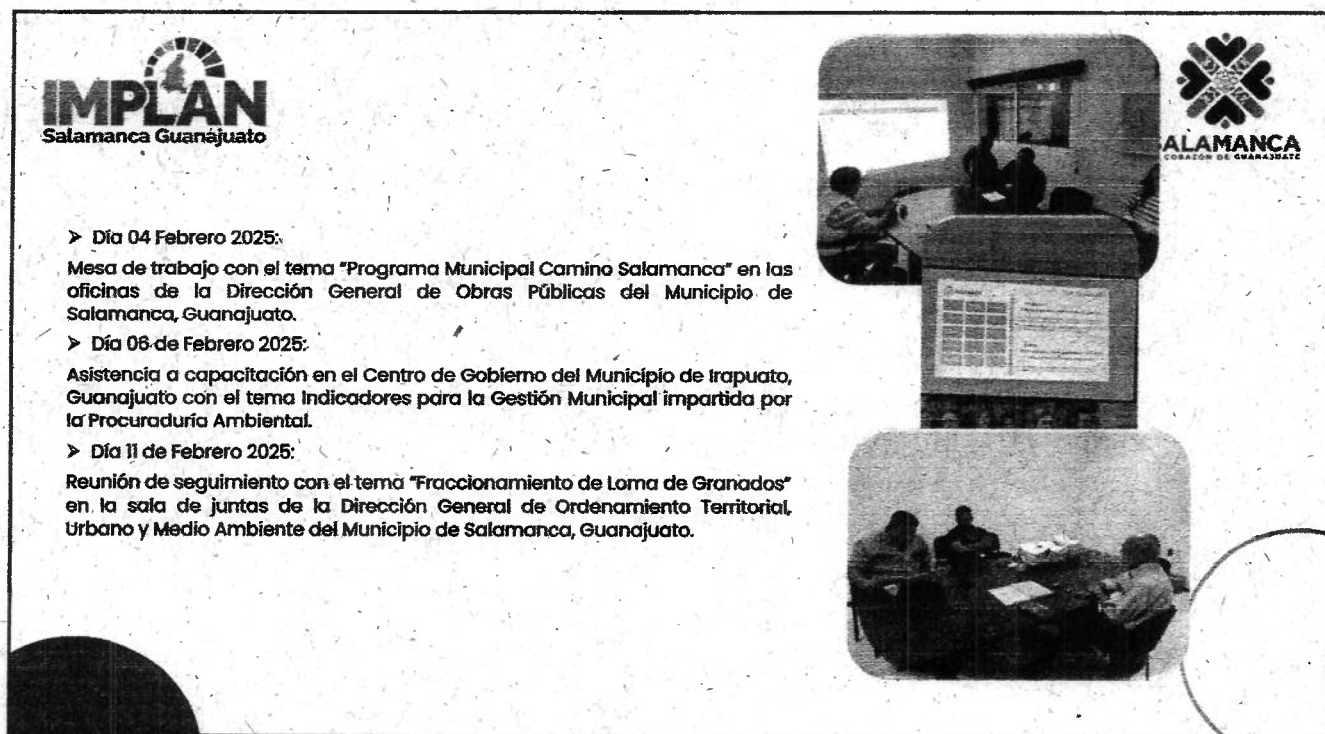 IMPLAN
Salamanca Guanajuato
SALAMANCA
CORAZÓN DE GUANAJUATO
➤ Día 04 Febrero 2025:
Mesa de trabajo con el tema "Programa Municipal Camino Salamanca" en las
oficinas de la Dirección General de Obras Públicas del Municipio de
Salamanca, Guanajuato.
➤ Día 06 de Febrero 2025:
Asistencia a capacitación en el Centro de Gobierno del Municipio de Irapuato,
Guanajuato con el tema Indicadores para la Gestión Municipal impartida por
la Procuraduría Ambiental.
➤ Día 11 de Febrero 2025:
Reunión de seguimiento con el tema "Fraccionamiento de Loma de Granados"
en la sala de juntas de la Dirección General de Ordenamiento Territorial,
Urbano y Medio Ambiente del Municipio de Salamanca, Guanajuato.